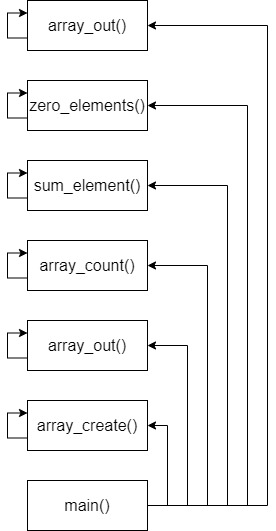 array_out()
zero_elements()
sum_element()
array_count()
array_out()
array_create()
main()